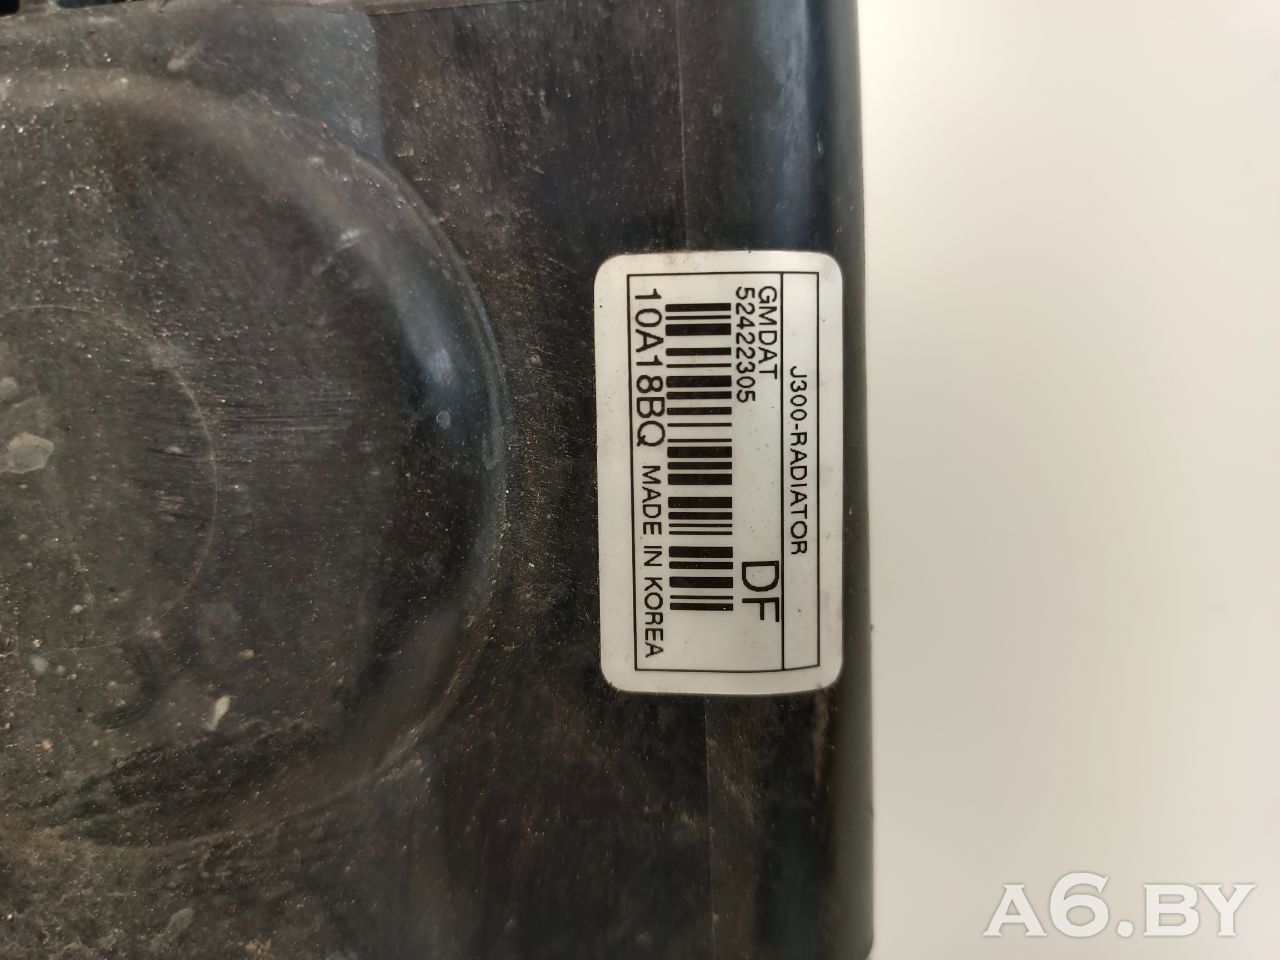 J300-RADIATOR
GMDAT
52422305
DF
10A18BQ MADE IN KOREA
A6.BY